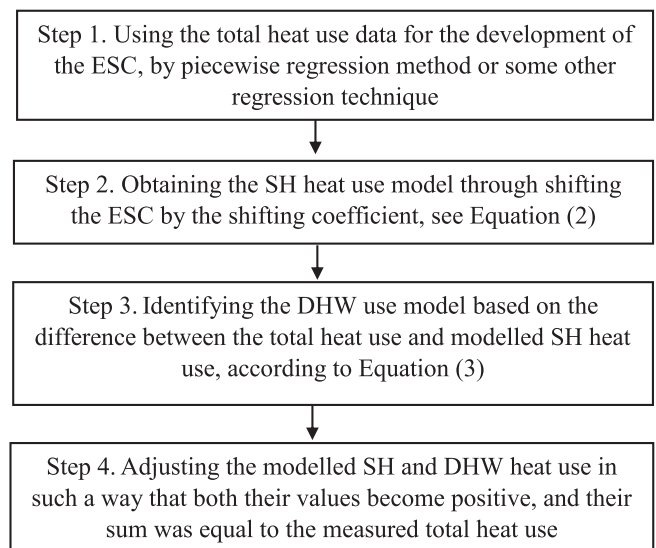 Step 1. Using the total heat use data for the development of
the ESC, by piecewise regression method or some other
regression technique
Step 2. Obtaining the SH heat use model through shifting
the ESC by the shifting coefficient, see Equation (2)
Step 3. Identifying the DHW use model based on the
difference between the total heat use and modelled SH heat
use, according to Equation (3)
Step 4. Adjusting the modelled SH and DHW heat use in
such a way that both their values become positive, and their
sum was equal to the measured total heat use